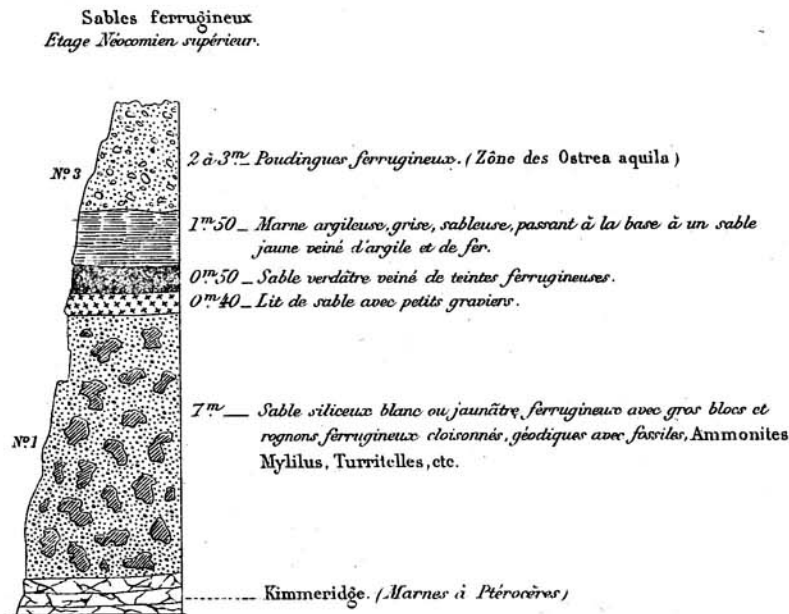 Sables ferrugineux
Etage Néocomien supérieur.
Nº 3
2 à 3m_ Poudingues ferrugineux. (Zône des Ostrea aquila)
1m50_ Marne argileuse, grise, sableuse, passant à la base à un sable
jaune veiné d'argile et de fer.
0m50_ Sable verdâtre veiné de teintes ferrugineuses.
0m40_ Lit de sable avec petits graviers.
Nº 1
7m__ Sable siliceux blanc ou jaunâtre, ferrugineux avec gros blocs et
rognons ferrugineux cloisonnés, géodiques avec fossiles, Ammonites
Mylilus, Turritelles, etc.
Kimmeridge. (Marnes à Ptérocères)